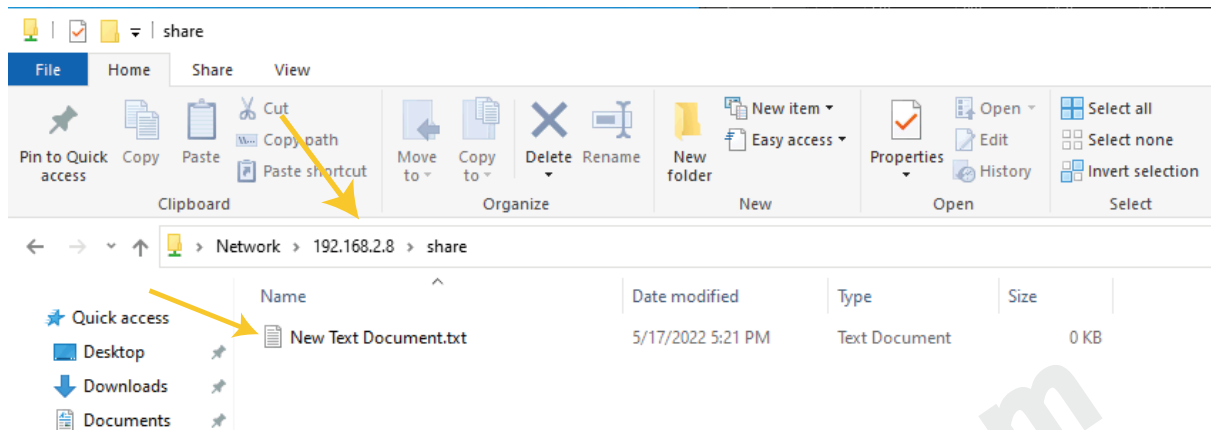 share
File Home Share View
Pin to Quick access
Copy
Paste
Cut
Copy path
Paste shortcut
Move to
Copy to
Delete
Rename
New folder
New item
Easy access
Properties
Open
Edit
History
Select all
Select none
Invert selection
Clipboard Organize New Open Select
Network > 192.168.2.8 > share
Name Date modified Type Size
Quick access
New Text Document.txt 5/17/2022 5:21 PM Text Document 0 KB
Desktop
Downloads
Documents